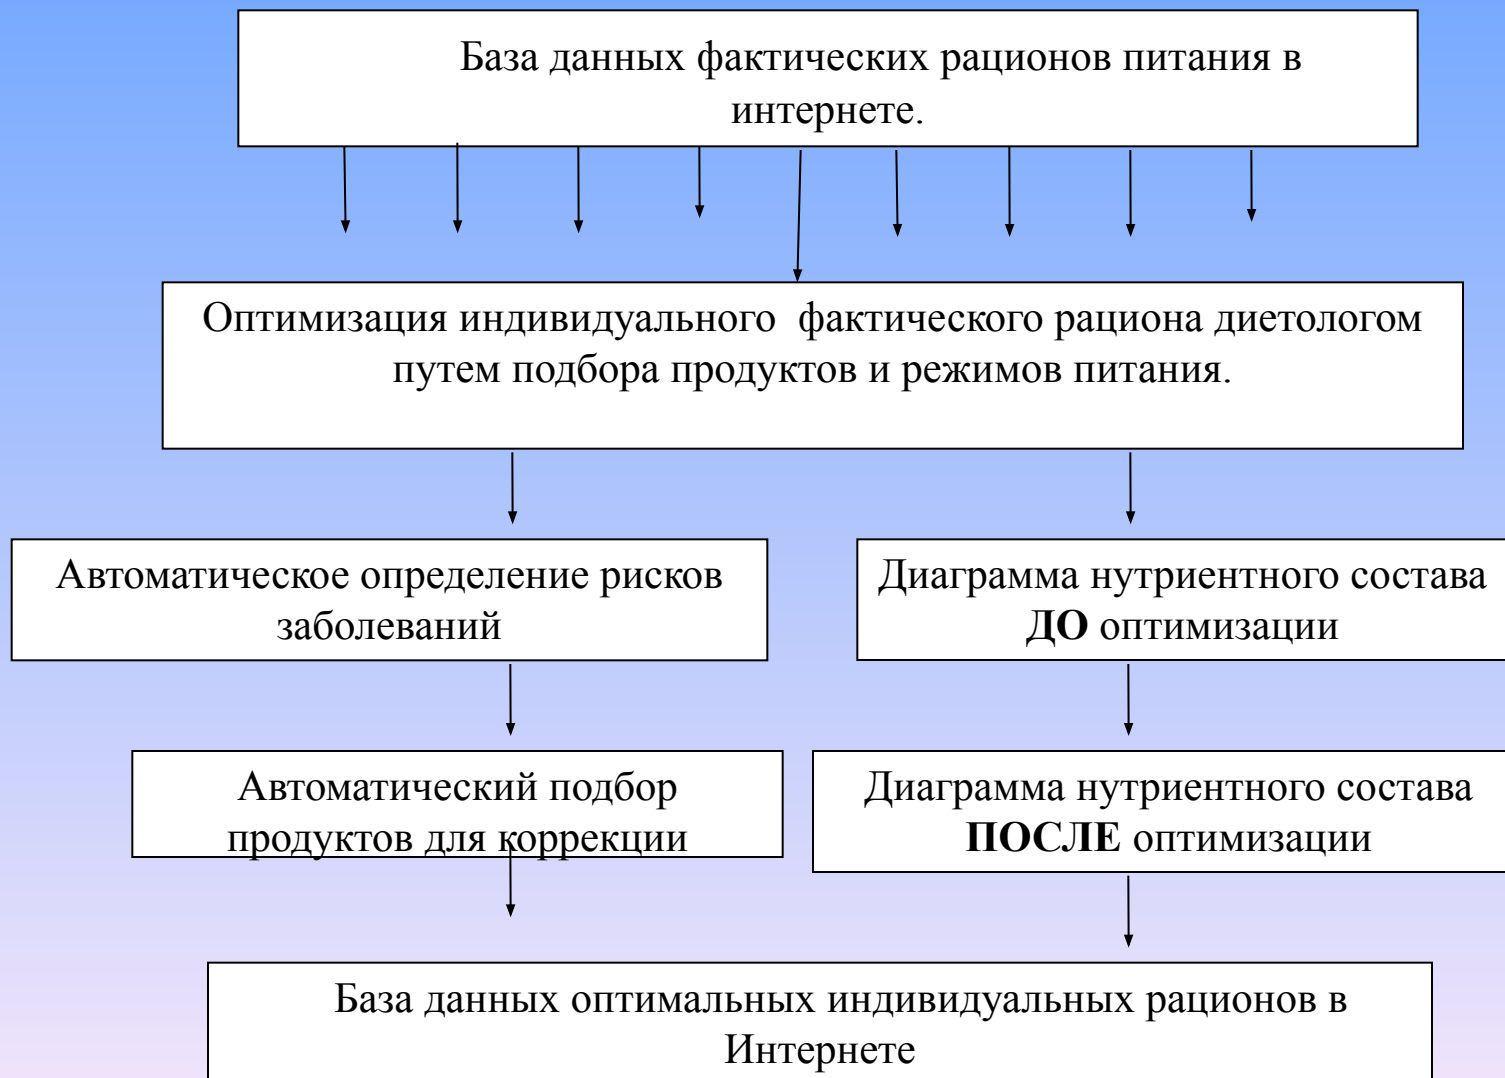 База данных фактических рационов питания в
интернете.
Оптимизация индивидуального фактического рациона диетологом
путем подбора продуктов и режимов питания.
Автоматическое определение рисков
заболеваний
Диаграмма нутриентного состава
ДО оптимизации
Автоматический подбор
продуктов для коррекции
Диаграмма нутриентного состава
ПОСЛЕ оптимизации
База данных оптимальных индивидуальных рационов в
Интернете